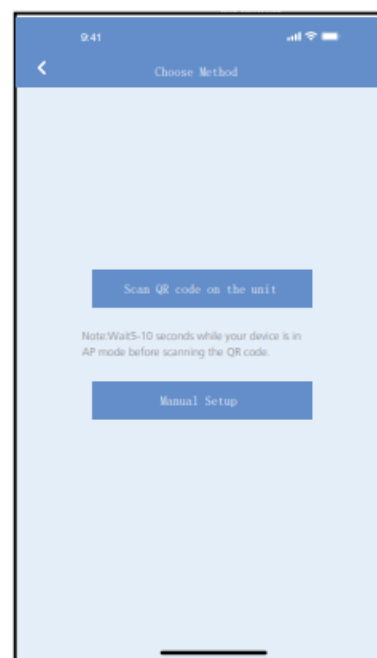 9:41
Choose Method
Scan QR code on the unit
Note:Wait5-10 seconds while your device is in
AP mode before scanning the QR code.
Manual Setup